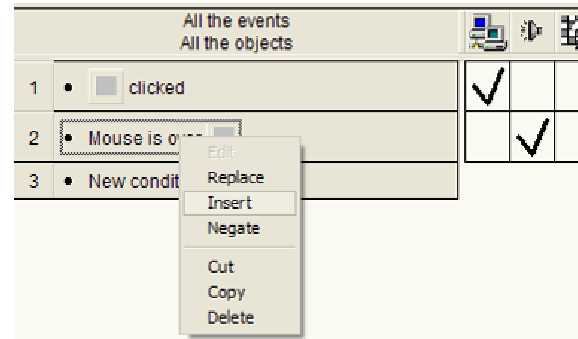 All the events
All the objects
1 • clicked
2 • Mouse is over
3 • New condit
Edit
Replace
Insert
Negate
Cut
Copy
Delete